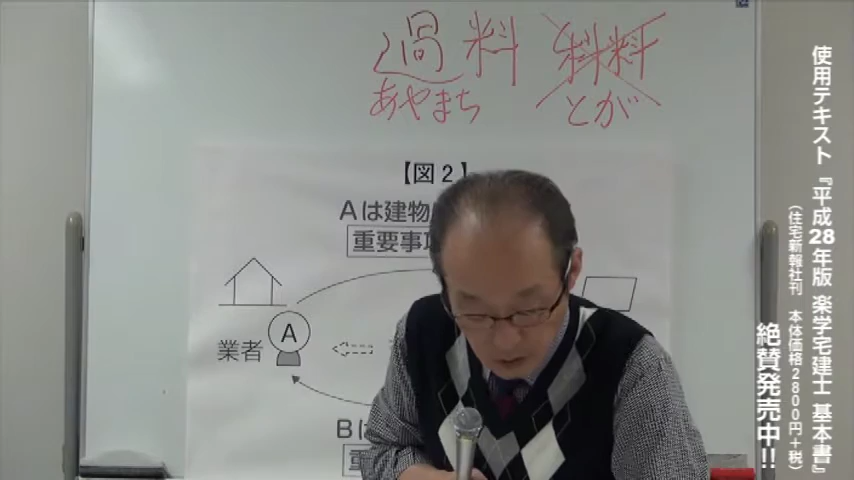 過料 科料
あやまち とが
【図2】
Aは建物
重要事
A
業者
Bは
重
使用テキスト『平成28年版 楽学宅建士 基本書』
(住宅新報社刊 本体価格2800円+税)
絶賛発売中!!